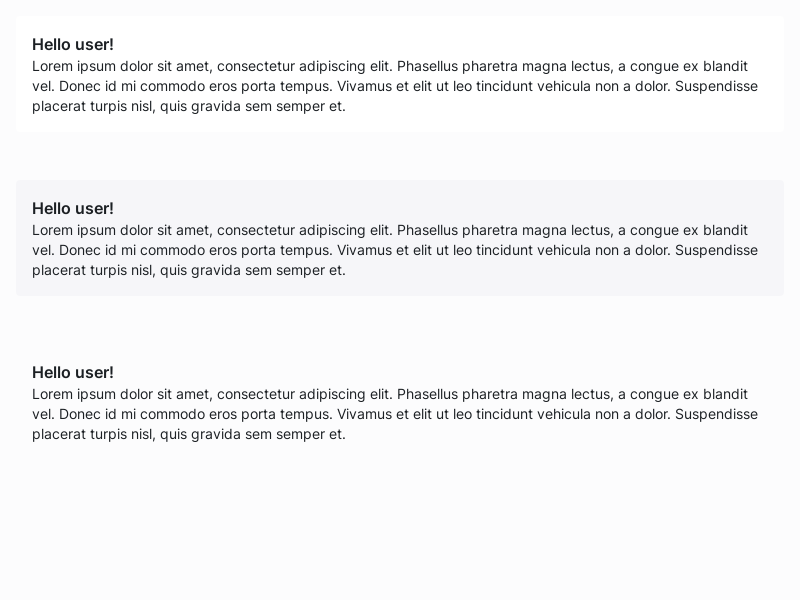 Hello user!
Lorem ipsum dolor sit amet, consectetur adipiscing elit. Phasellus pharetra magna lectus, a congue ex blandit
vel. Donec id mi commodo eros porta tempus. Vivamus et elit ut leo tincidunt vehicula non a dolor. Suspendisse
placerat turpis nisl, quis gravida sem semper et.
Hello user!
Lorem ipsum dolor sit amet, consectetur adipiscing elit. Phasellus pharetra magna lectus, a congue ex blandit
vel. Donec id mi commodo eros porta tempus. Vivamus et elit ut leo tincidunt vehicula non a dolor. Suspendisse
placerat turpis nisl, quis gravida sem semper et.
Hello user!
Lorem ipsum dolor sit amet, consectetur adipiscing elit. Phasellus pharetra magna lectus, a congue ex blandit
vel. Donec id mi commodo eros porta tempus. Vivamus et elit ut leo tincidunt vehicula non a dolor. Suspendisse
placerat turpis nisl, quis gravida sem semper et.